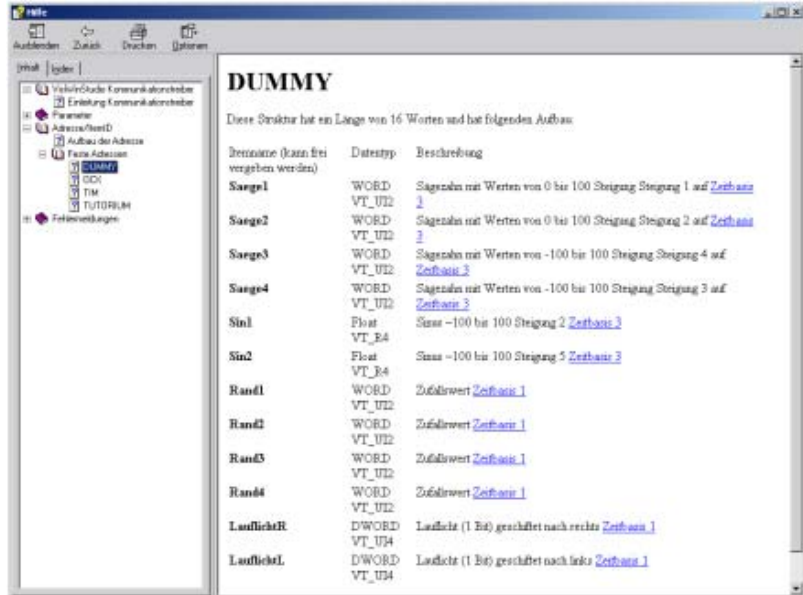 Hilfe
Ausblenden Zurück Drucken Optionen
Inhalt Index
Einleitung Kommunikationstreiber
Parameter
Adresse/ItemID
Aufbau der Adresse
Feste Adressen
DUMMY
TIM
TUTORIUM
Fehlermeldungen
DUMMY
Diese Struktur hat ein Länge von 16 Worten und hat folgenden Aufbau:
Itemname (kann frei Datentyp Beschreibung
vergeben werden)
Saege1 WORD Sägezahn mit Werten von 0 bis 100 Steigung Steigung 1 auf Zeitbasis
VT_UI2 3
Saege2 WORD Sägezahn mit Werten von 0 bis 100 Steigung Steigung 2 auf Zeitbasis
VT_UI2 3
Saege3 WORD Sägezahn mit Werten von -100 bis 100 Steigung Steigung 4 auf
VT_UI2 Zeitbasis 3
Saege4 WORD Sägezahn mit Werten von -100 bis 100 Steigung Steigung 3 auf
VT_UI2 Zeitbasis 3
Sin1 Float Sinus -100 bis 100 Steigung 2 Zeitbasis 3
VT_R4
Sin2 Float Sinus -100 bis 100 Steigung 5 Zeitbasis 3
VT_R4
Rand1 WORD Zufallswert Zeitbasis 1
VT_UI2
Rand2 WORD Zufallswert Zeitbasis 1
VT_UI2
Rand3 WORD Zufallswert Zeitbasis 1
VT_UI2
Rand4 WORD Zufallswert Zeitbasis 1
VT_UI2
LauflichtR DWORD Lauflicht (1 Bit) geschiftet nach rechts Zeitbasis 1
VT_UI4
LauflichtL DWORD Lauflicht (1 Bit) geschiftet nach links Zeitbasis 1
VT_UI4